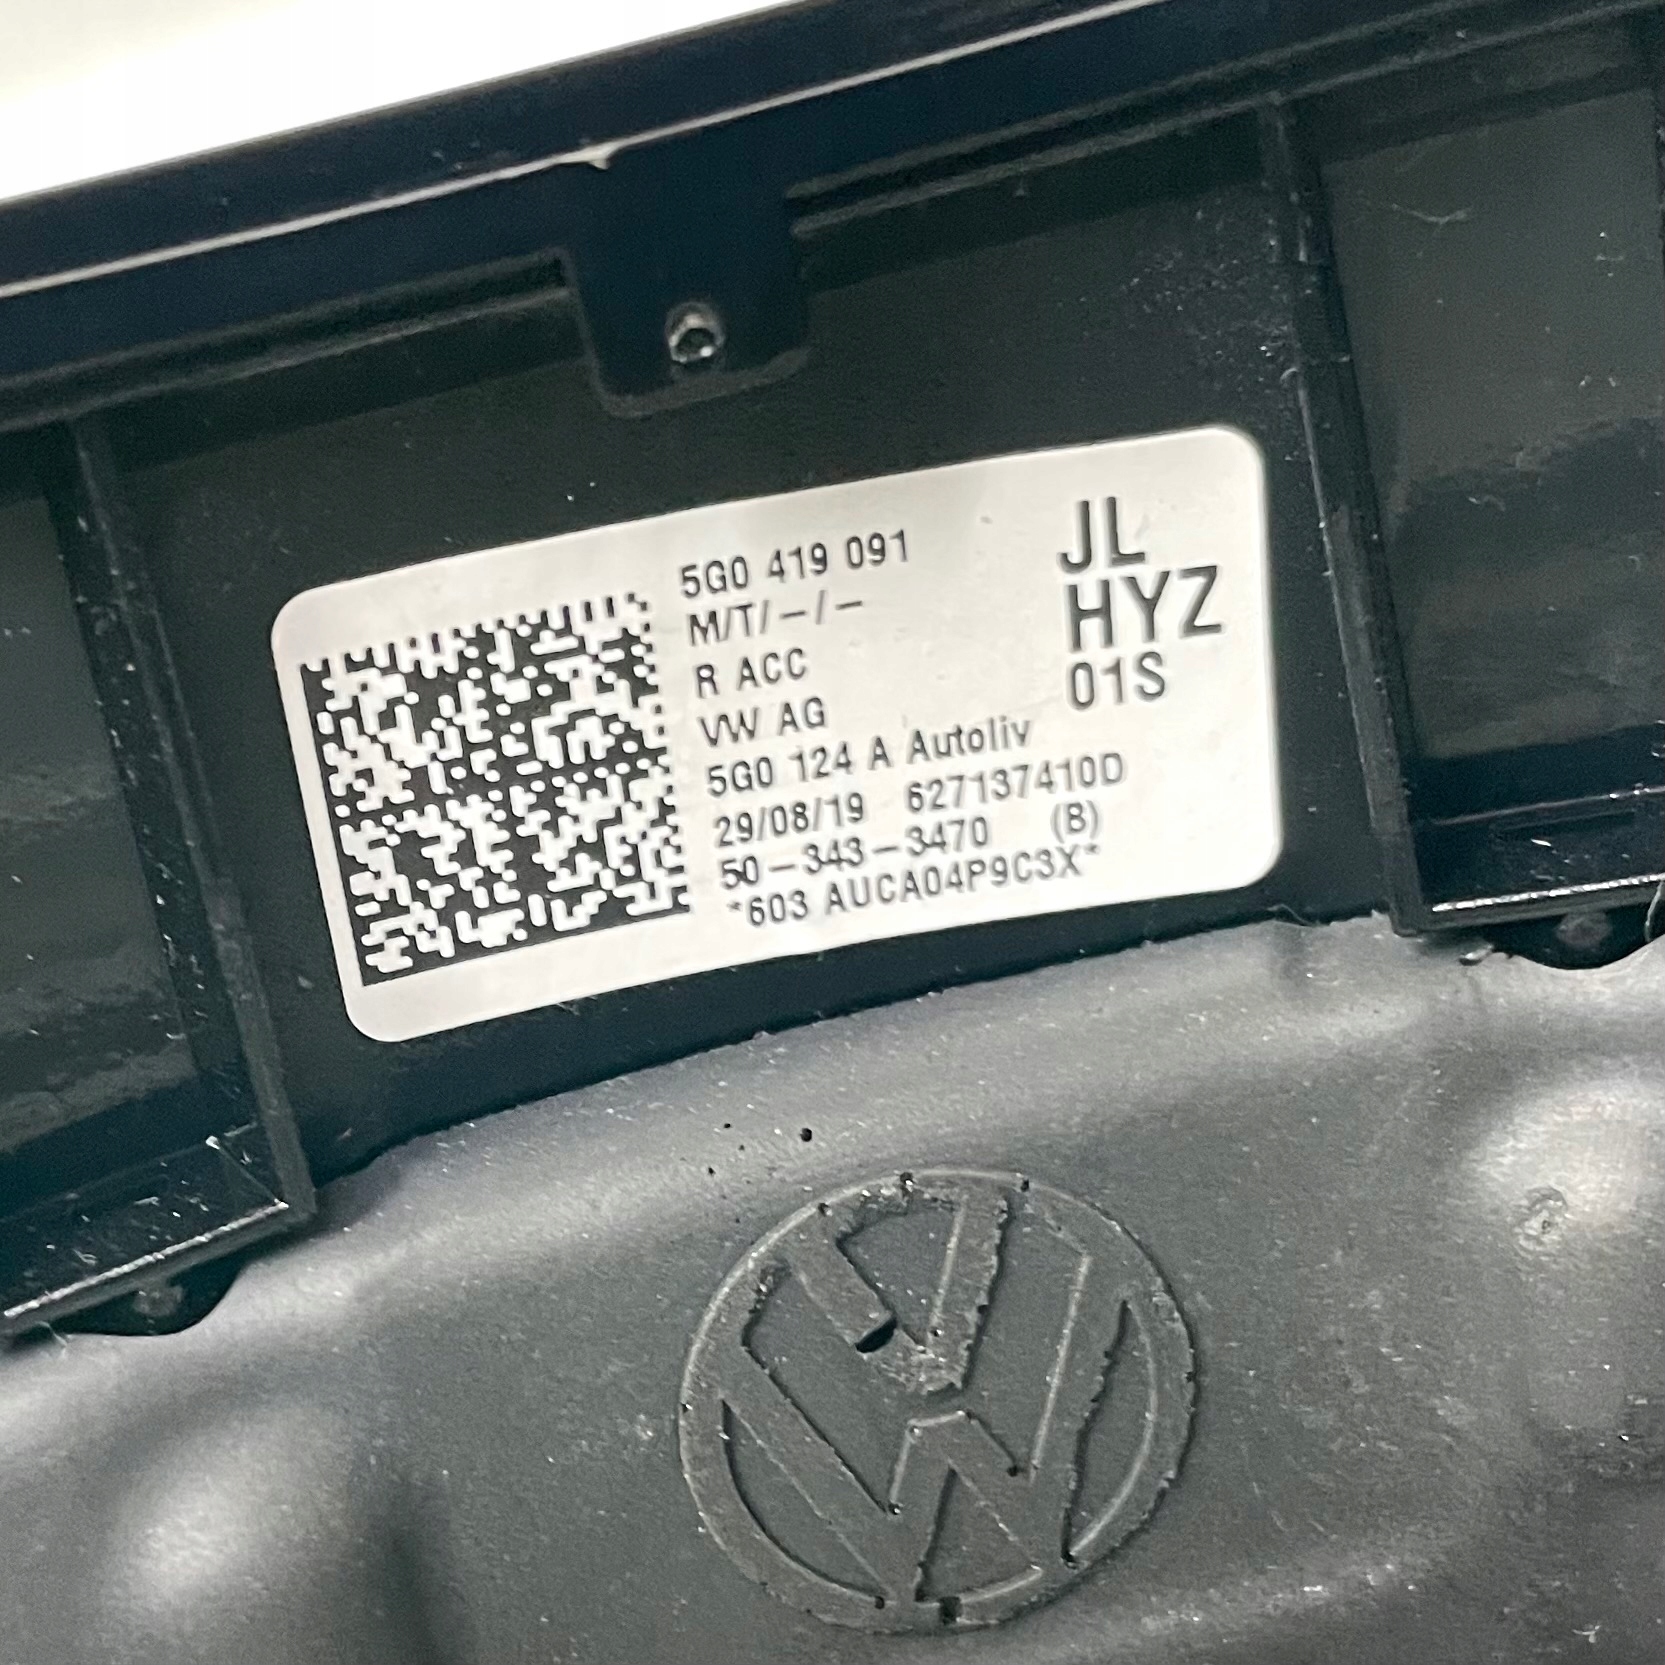 5G0 419 091
M/T/-/-
R ACC
VW AG
5G0 124 A Autoliv
29/08/19 627137410D
50-343-3470 (B)
*603 AUCA04P9C3X*
JL
HYZ
01S